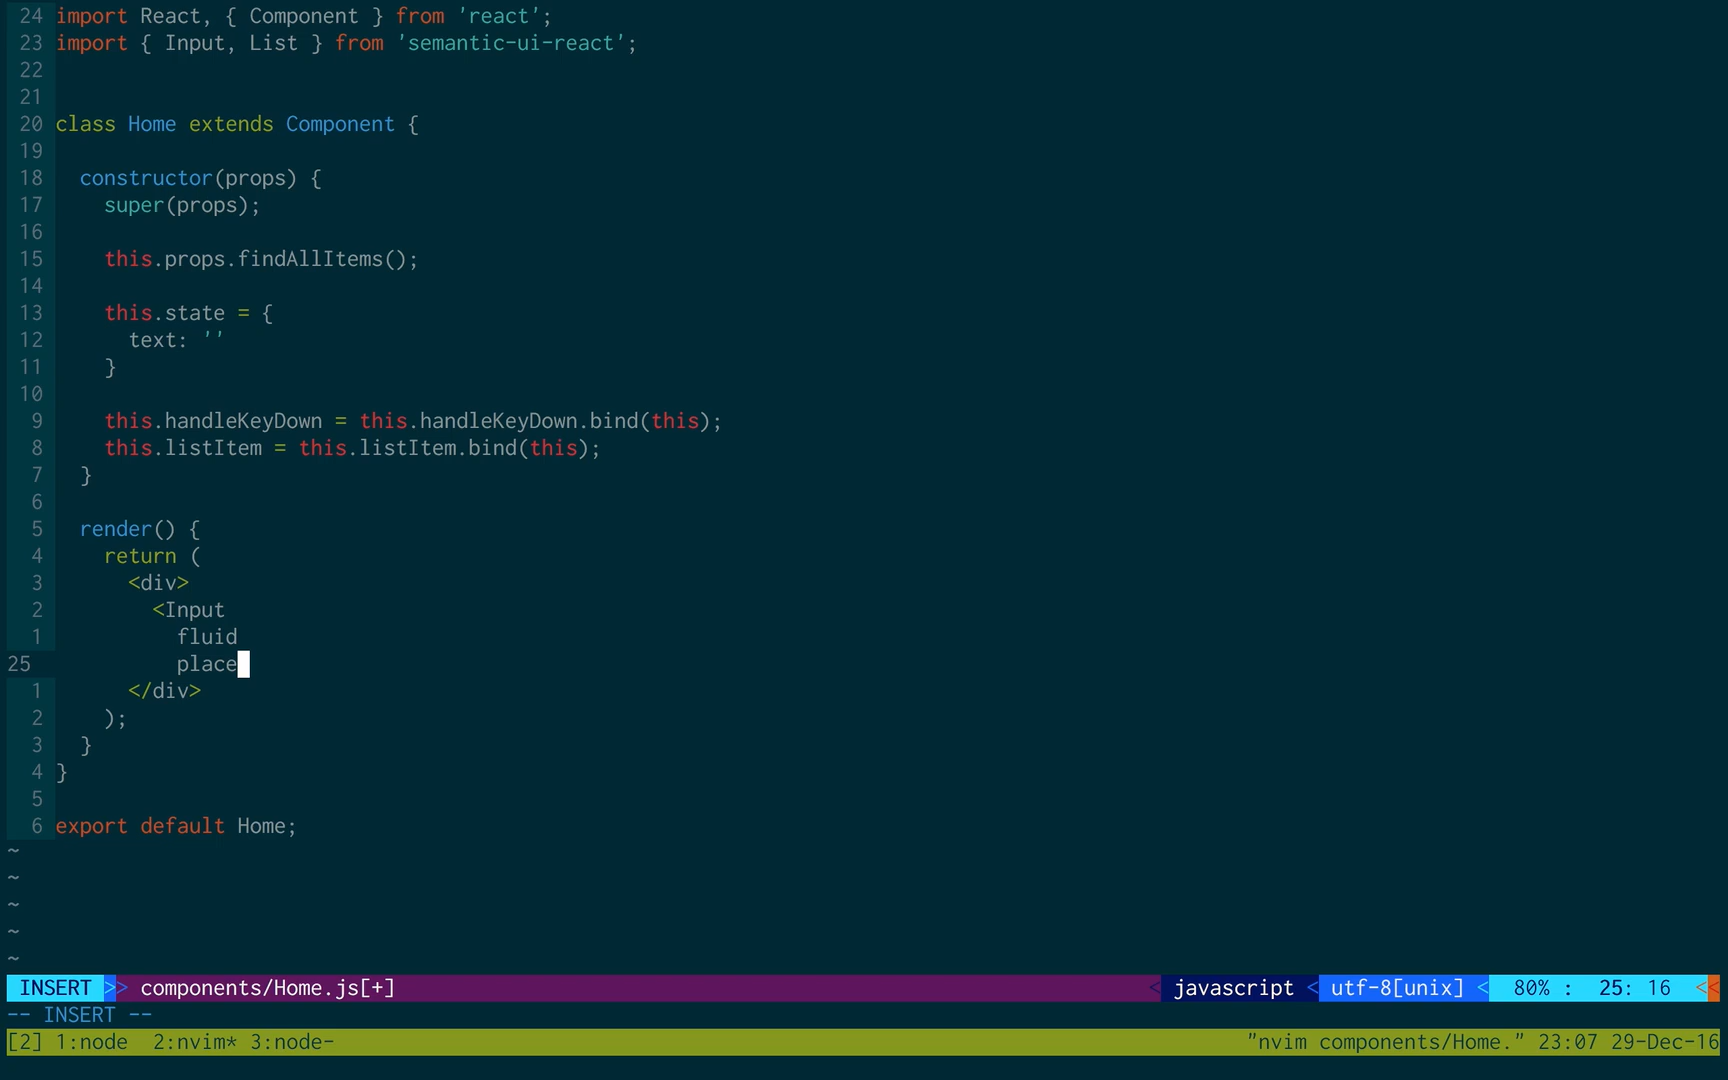 24 import React, { Component } from 'react';
23 import { Input, List } from 'semantic-ui-react';
22
21
20 class Home extends Component {
19
18   constructor(props) {
17     super(props);
16
15     this.props.findAllItems();
14
13     this.state = {
12       text: ''
11     }
10
9     this.handleKeyDown = this.handleKeyDown.bind(this);
8     this.listItem = this.listItem.bind(this);
7   }
6
5   render() {
4     return (
3       <div>
2         <Input
1           fluid
25           place
1       </div>
2     );
3   }
4 }
5
6 export default Home;
~
~
~
~
~
INSERT >> components/Home.js[+] < javascript < utf-8[unix] < 80% : 25: 16 <<
-- INSERT --
[2] 1:node  2:nvim* 3:node- "nvim components/Home." 23:07 29-Dec-16